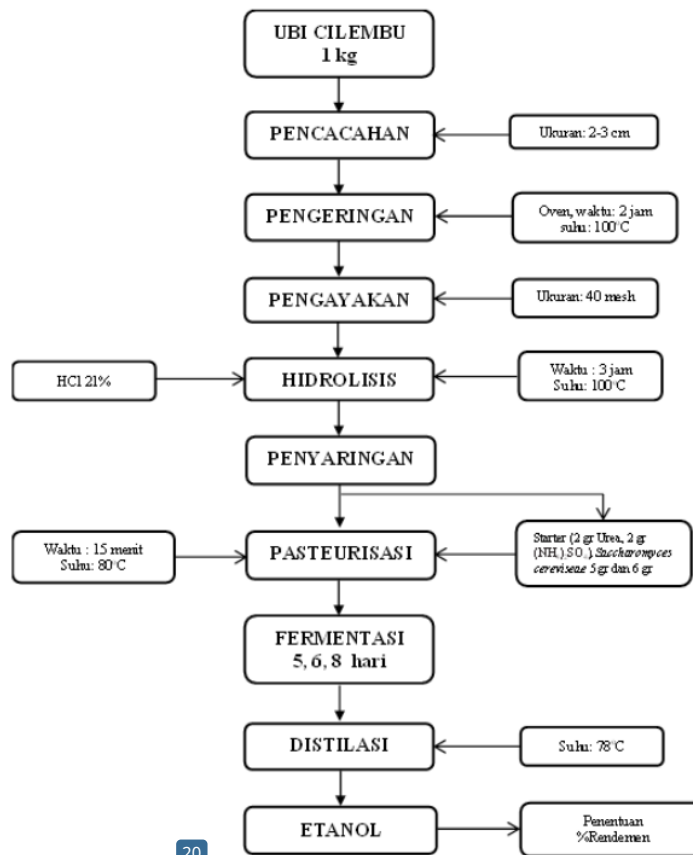 UBI CILEMBU
1 kg
PENCACAHAN
Ukuran: 2-3 cm
PENGERINGAN
Oven, waktu: 2 jam
suhu: 100°C
PENGAYAKAN
Ukuran: 40 mesh
HCl 21%
HIDROLISIS
Waktu : 3 jam
Suhu: 100°C
PENYARINGAN
Waktu : 15 menit
Suhu: 80°C
PASTEURISASI
Starter (2 gr Urea, 2 gr
(NH₄)₂SO₄), Saccharomyces
cereviseae 5 gr dan 6 gr
FERMENTASI
5, 6, 8 hari
DISTILASI
Suhu: 78°C
ETANOL
Penentuan
%Rendemen
20